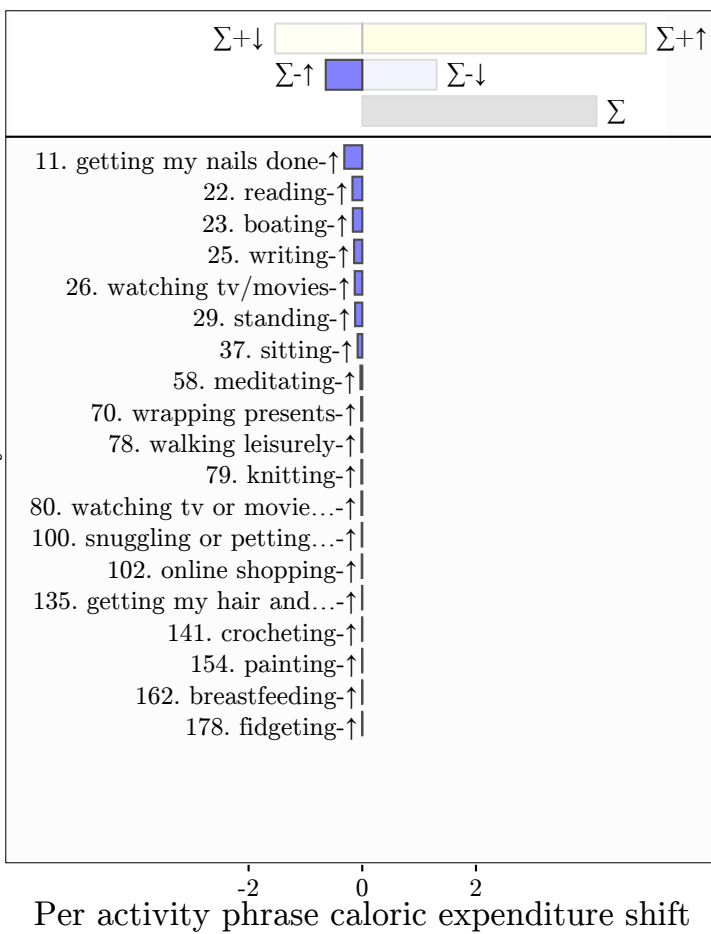 ∑+↓ ∑+↑
∑-↑ ∑-↓
∑
11. getting my nails done-↑
22. reading-↑
23. boating-↑
25. writing-↑
26. watching tv/movies-↑
29. standing-↑
37. sitting-↑
58. meditating-↑
70. wrapping presents-↑
78. walking leisurely-↑
79. knitting-↑
80. watching tv or movie...-↑
100. snuggling or petting...-↑
102. online shopping-↑
135. getting my hair and...-↑
141. crocheting-↑
154. painting-↑
162. breastfeeding-↑
178. fidgeting-↑
-2 0 2
Per activity phrase caloric expenditure shift